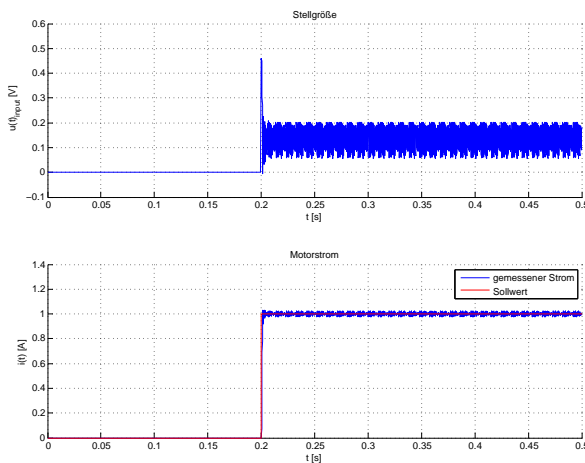 Stellgröße
u(t)input [V]
0.6
0.5
0.4
0.3
0.2
0.1
0
−0.1
0 0.05 0.1 0.15 0.2 0.25 0.3 0.35 0.4 0.45 0.5
t [s]
Motorstrom
i(t) [A]
1.4
1.2
1
0.8
0.6
0.4
0.2
0
gemessener Strom
Sollwert
0 0.05 0.1 0.15 0.2 0.25 0.3 0.35 0.4 0.45 0.5
t [s]